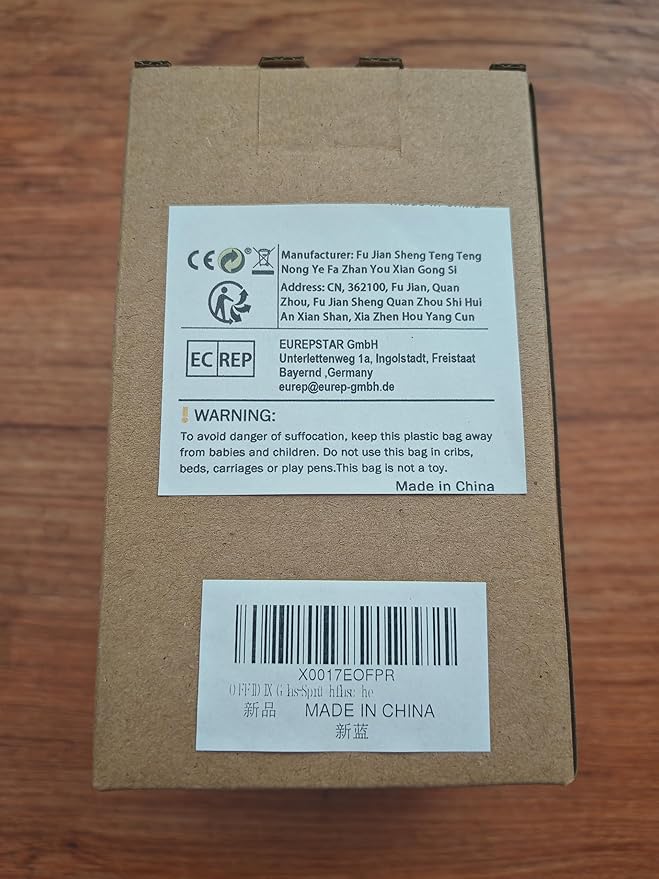 CE
Manufacturer: Fu Jian Sheng Teng Teng
Nong Ye Fa Zhan You Xian Gong Si
Address: CN, 362100, Fu Jian, Quan
Zhou, Fu Jian Sheng Quan Zhou Shi Hui
An Xian Shan, Xia Zhen Hou Yang Cun
EC REP
EUREPSTAR GmbH
Unterlettenweg 1a, Ingolstadt, Freistaat
Bayernd ,Germany
eurep@eurep-gmbh.de
! WARNING:
To avoid danger of suffocation, keep this plastic bag away
from babies and children. Do not use this bag in cribs,
beds, carriages or play pens.This bag is not a toy.
Made in China
X0017EOFPR
新品 MADE IN CHINA
新蓝